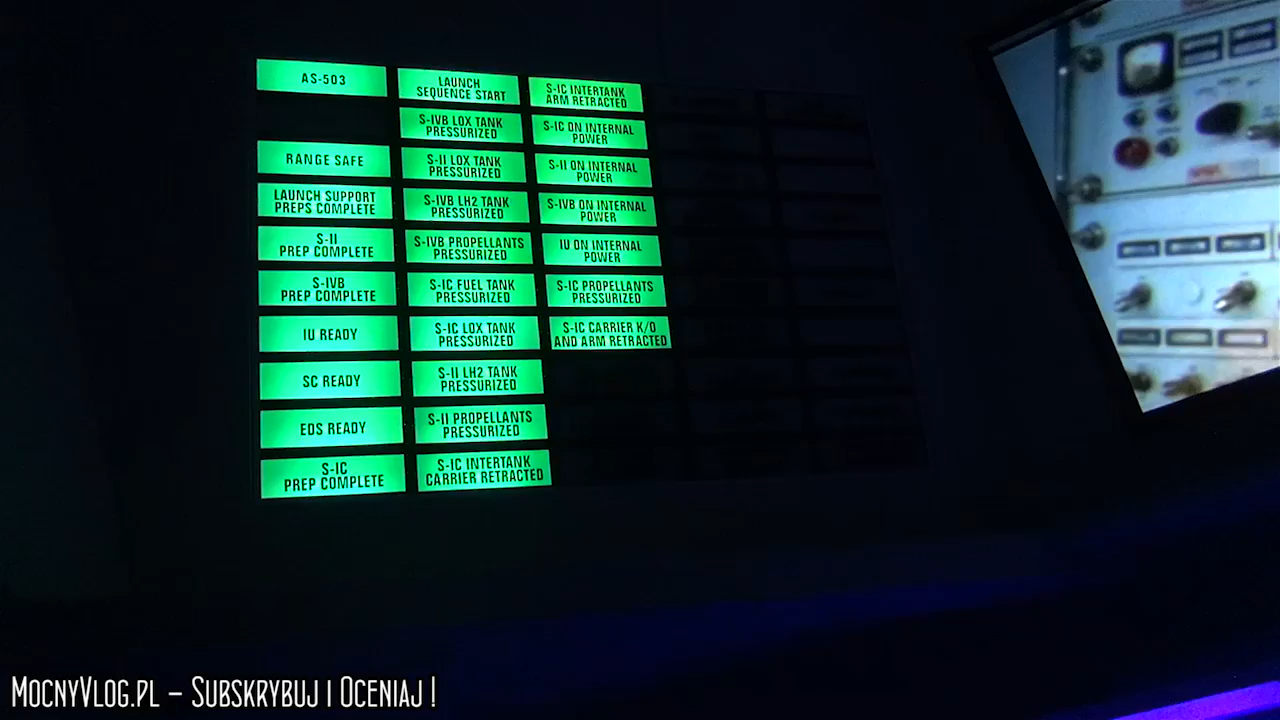 AS-503
RANGE SAFE
LAUNCH SUPPORT
PREPS COMPLETE
S-II
PREP COMPLETE
S-IVB
PREP COMPLETE
IU READY
SC READY
EDS READY
S-IC
PREP COMPLETE
LAUNCH
SEQUENCE START
S-IVB LOX TANK
PRESSURIZED
S-II LOX TANK
PRESSURIZED
S-IVB LH2 TANK
PRESSURIZED
S-IVB PROPELLANTS
PRESSURIZED
S-IC FUEL TANK
PRESSURIZED
S-IC LOX TANK
PRESSURIZED
S-II LH2 TANK
PRESSURIZED
S-II PROPELLANTS
PRESSURIZED
S-IC INTERTANK
CARRIER RETRACTED
S-IC INTERTANK
ARM RETRACTED
S-IC ON INTERNAL
POWER
S-II ON INTERNAL
POWER
S-IVB ON INTERNAL
POWER
IU ON INTERNAL
POWER
S-IC PROPELLANTS
PRESSURIZED
S-IC CARRIER K/O
AND ARM RETRACTED
MocnyVlog.pl – Subskrybuj i Oceniaj !